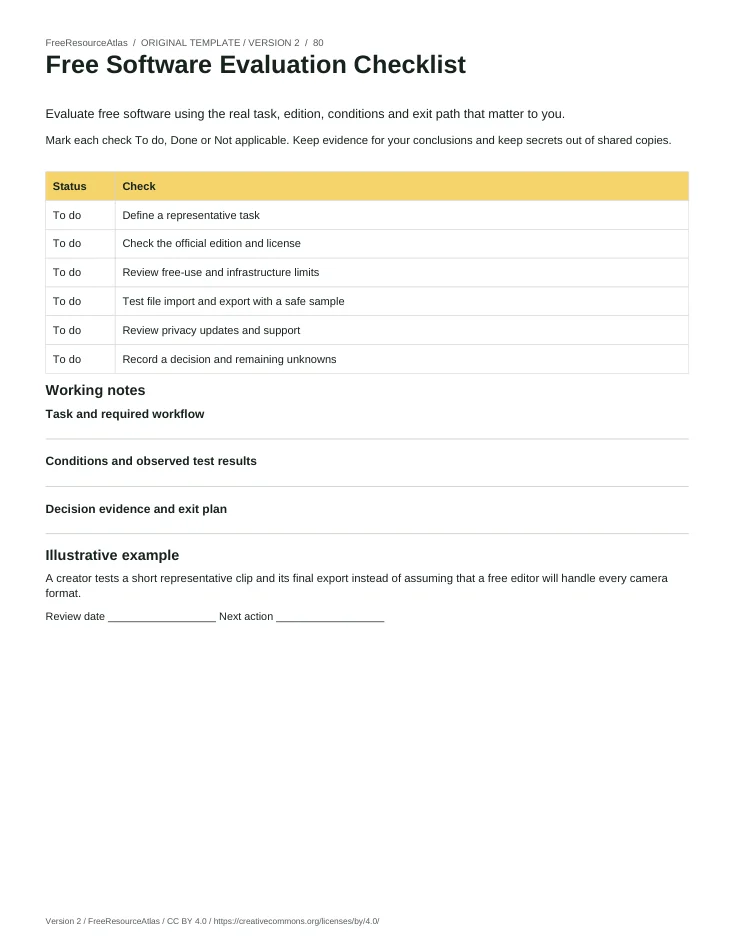 FreeResourceAtlas / ORIGINAL TEMPLATE / VERSION 2 / 80
Free Software Evaluation Checklist
Evaluate free software using the real task, edition, conditions and exit path that matter to you.
Mark each check To do, Done or Not applicable. Keep evidence for your conclusions and keep secrets out of shared copies.
Status Check
To do Define a representative task
To do Check the official edition and license
To do Review free-use and infrastructure limits
To do Test file import and export with a safe sample
To do Review privacy updates and support
To do Record a decision and remaining unknowns
Working notes
Task and required workflow
Conditions and observed test results
Decision evidence and exit plan
Illustrative example
A creator tests a short representative clip and its final export instead of assuming that a free editor will handle every camera
format.
Review date __________________ Next action __________________
Version 2 / FreeResourceAtlas / CC BY 4.0 / https://creativecommons.org/licenses/by/4.0/